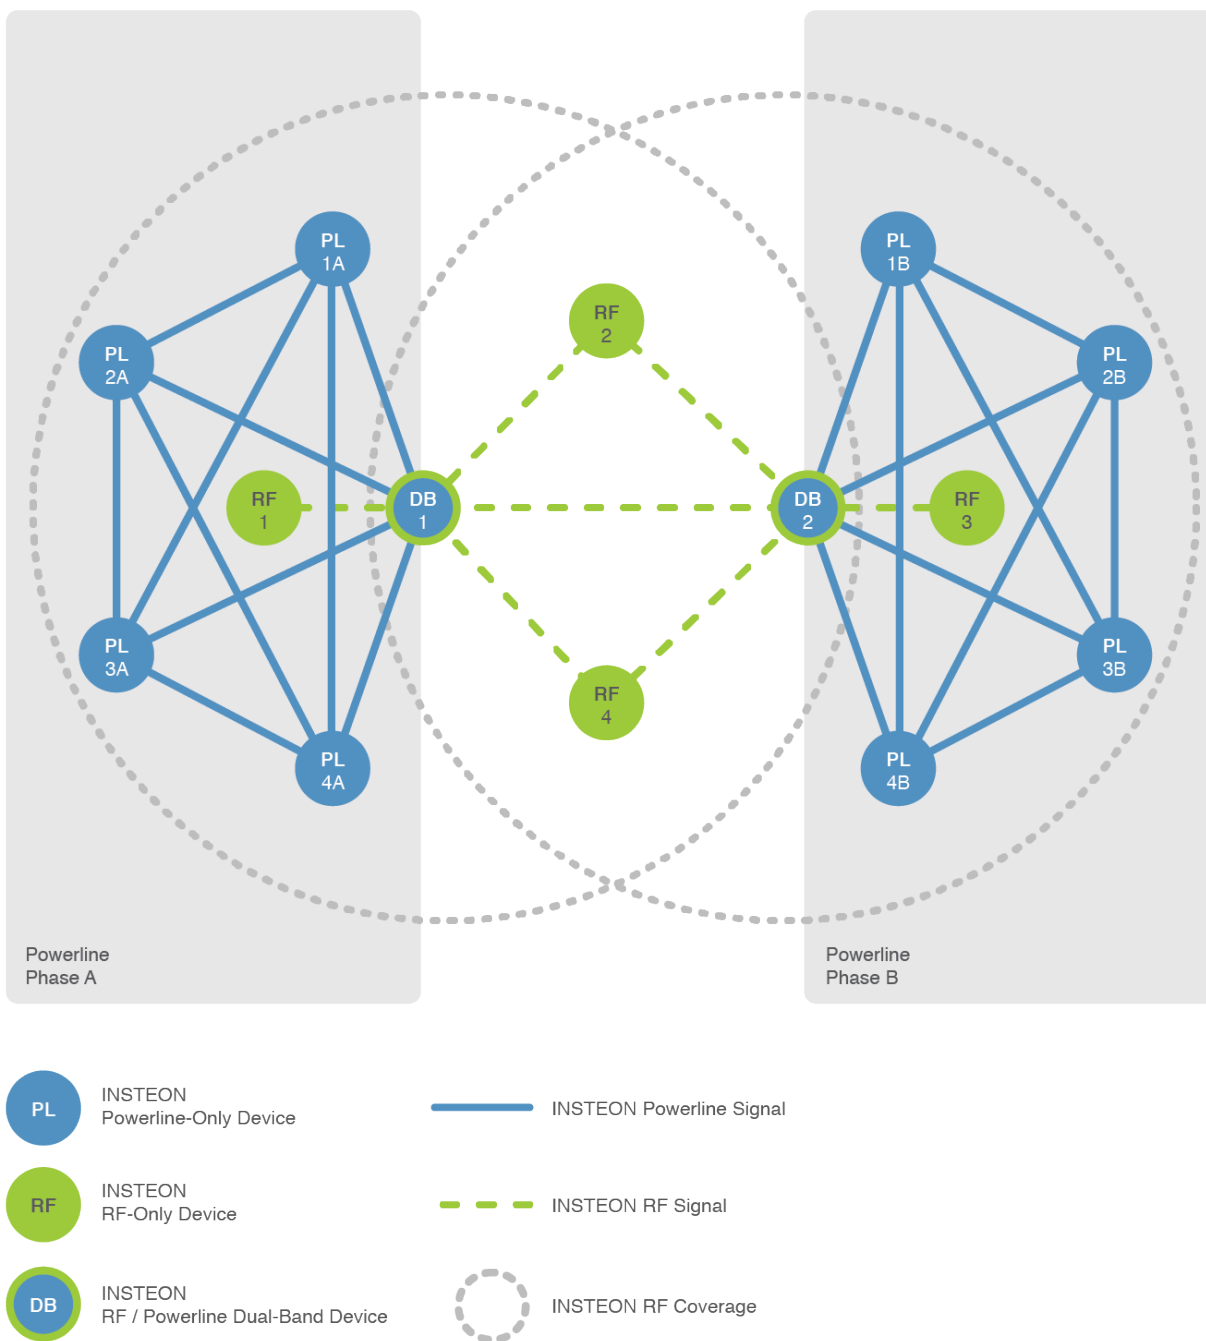 PL
1A
PL
1B
RF
2
PL
2A
PL
2B
RF
1
DB
1
DB
2
RF
3
PL
3A
PL
3B
RF
4
PL
4A
PL
4B
Powerline
Phase A
Powerline
Phase B
PL
INSTEON
Powerline-Only Device
INSTEON Powerline Signal
RF
INSTEON
RF-Only Device
INSTEON RF Signal
DB
INSTEON
RF / Powerline Dual-Band Device
INSTEON RF Coverage